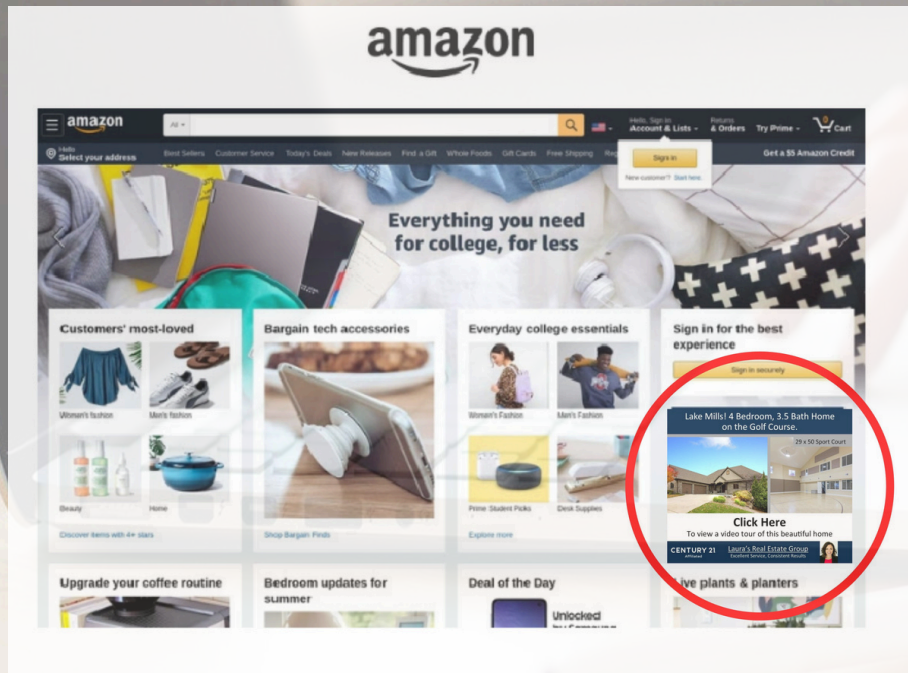 amazon
amazon
All
Hello, Sign in
Account & Lists
Returns
& Orders
Try Prime
0
Cart
Hello
Select your address
Best Sellers
Customer Service
Today's Deals
New Releases
Find a Gift
Whole Foods
Gift Cards
Free Shipping
Sign in
Get a $5 Amazon Credit
New customer? Start here.
Everything you need
for college, for less
Customers' most-loved
Women's fashion
Men's fashion
Beauty
Home
Discover items with 4+ stars
Bargain tech accessories
Shop Bargain Finds
Everyday college essentials
Women's Fashion
Men's Fashion
Prime Student Picks
Desk Supplies
Explore more
Sign in for the best
experience
Sign in securely
Lake Mills! 4 Bedroom, 3.5 Bath Home
on the Golf Course.
29 x 50 Sport Court
Click Here
To view a video tour of this beautiful home
CENTURY 21
Affiliated
Laura's Real Estate Group
Excellent Service, Consistent Results
Upgrade your coffee routine
Bedroom updates for
summer
Deal of the Day
Unlocked
Live plants & planters